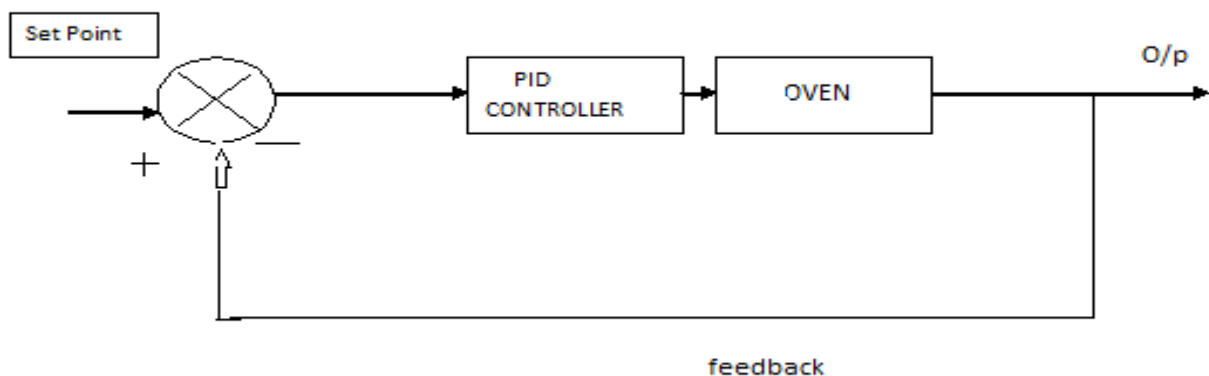 Set Point
O/p
PID
CONTROLLER
OVEN
+
—
feedback